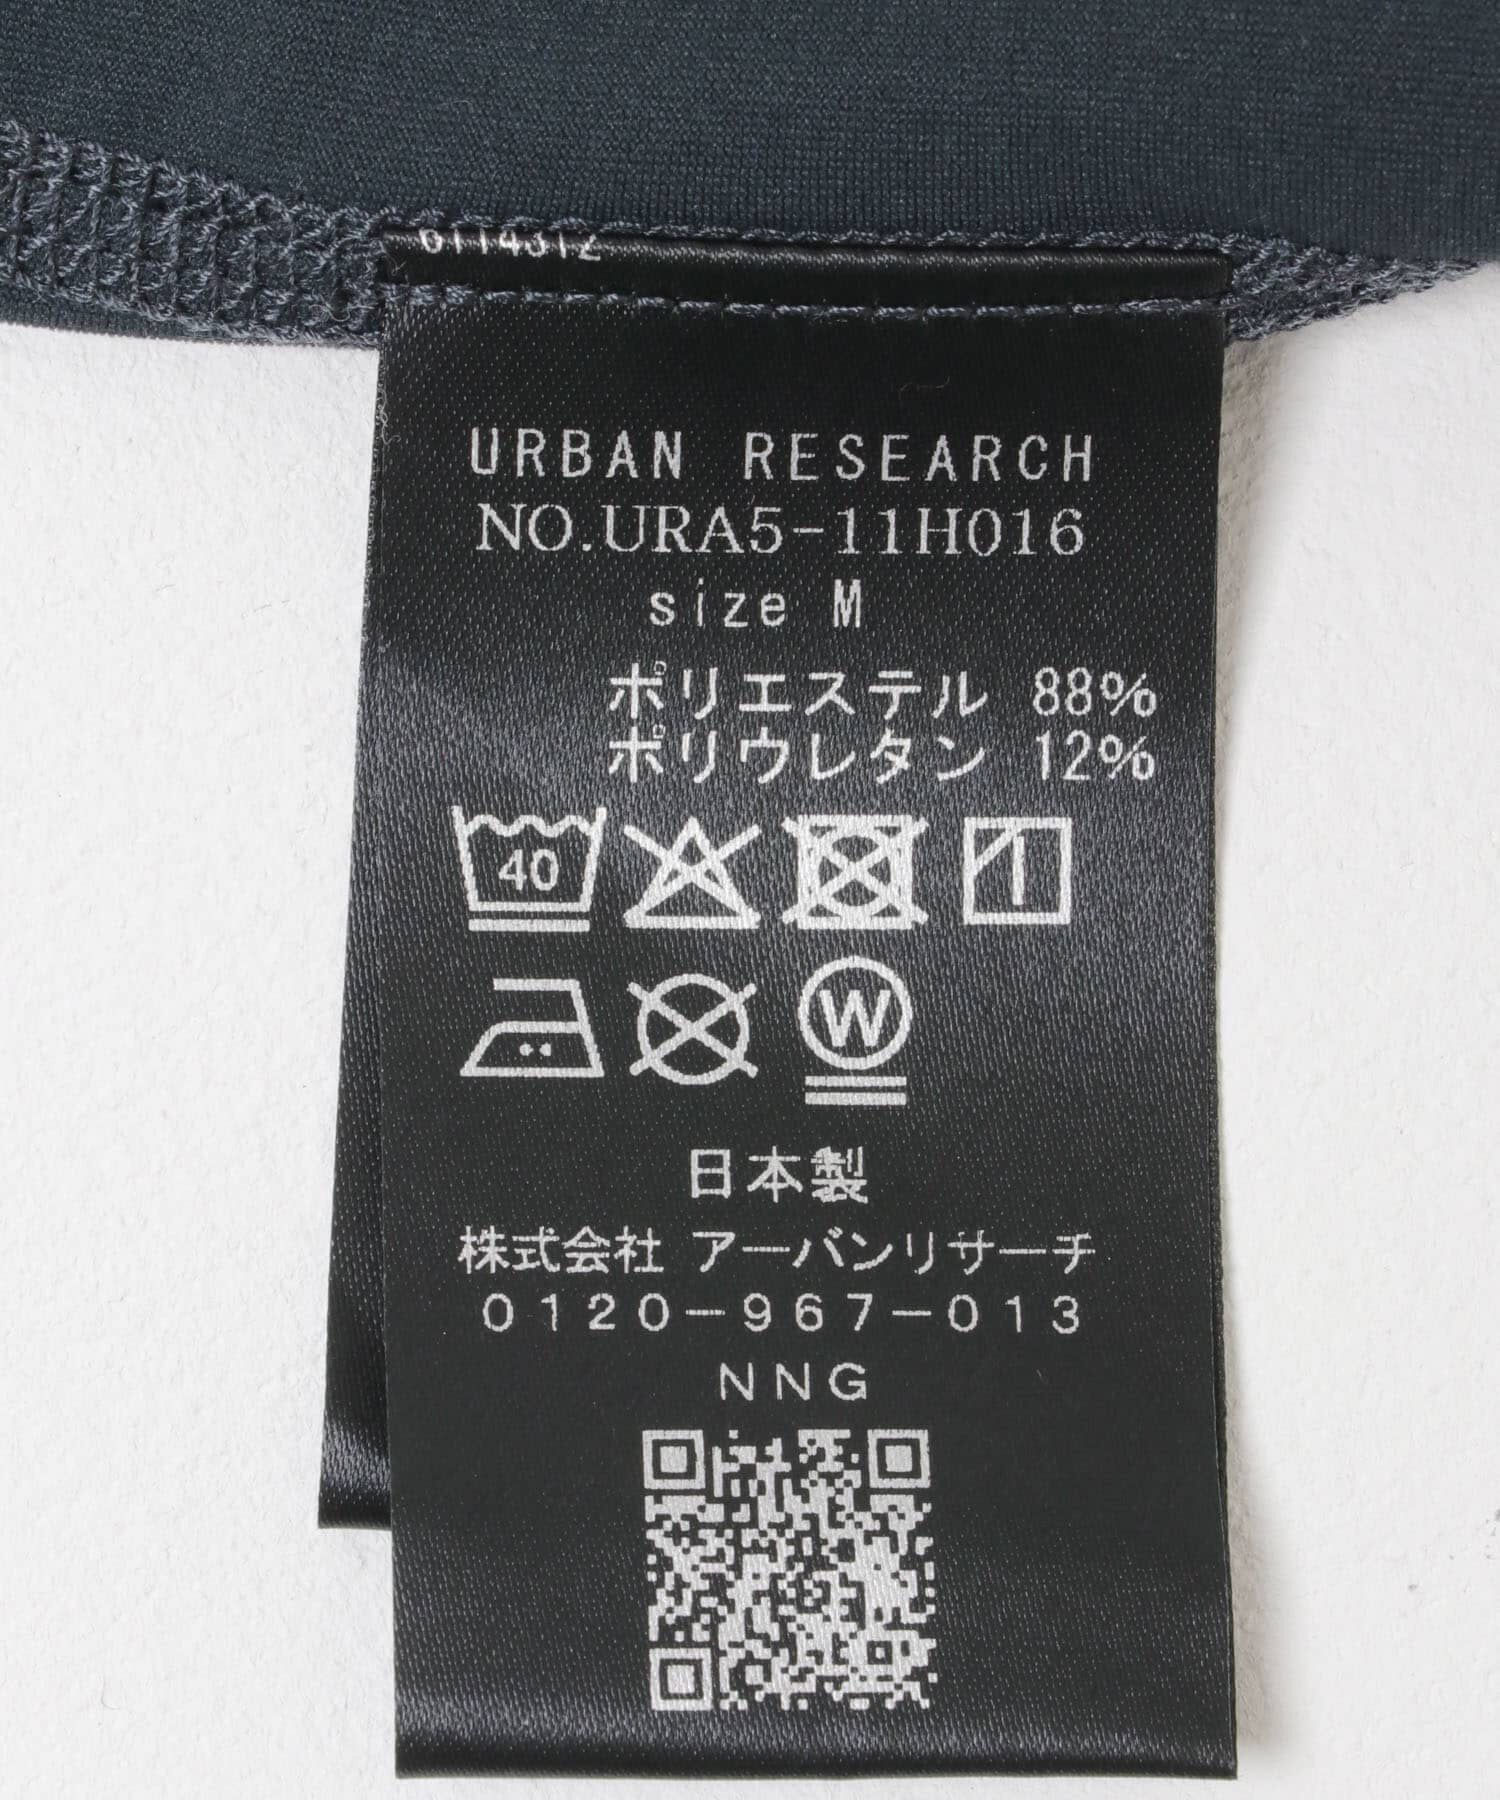 URBAN RESEARCH
NO.URA5-11H016
size M
ポリエステル 88%
ポリウレタン 12%
40
W
日本製
株式会社 アーバンリサーチ
0120-967-013
NNG